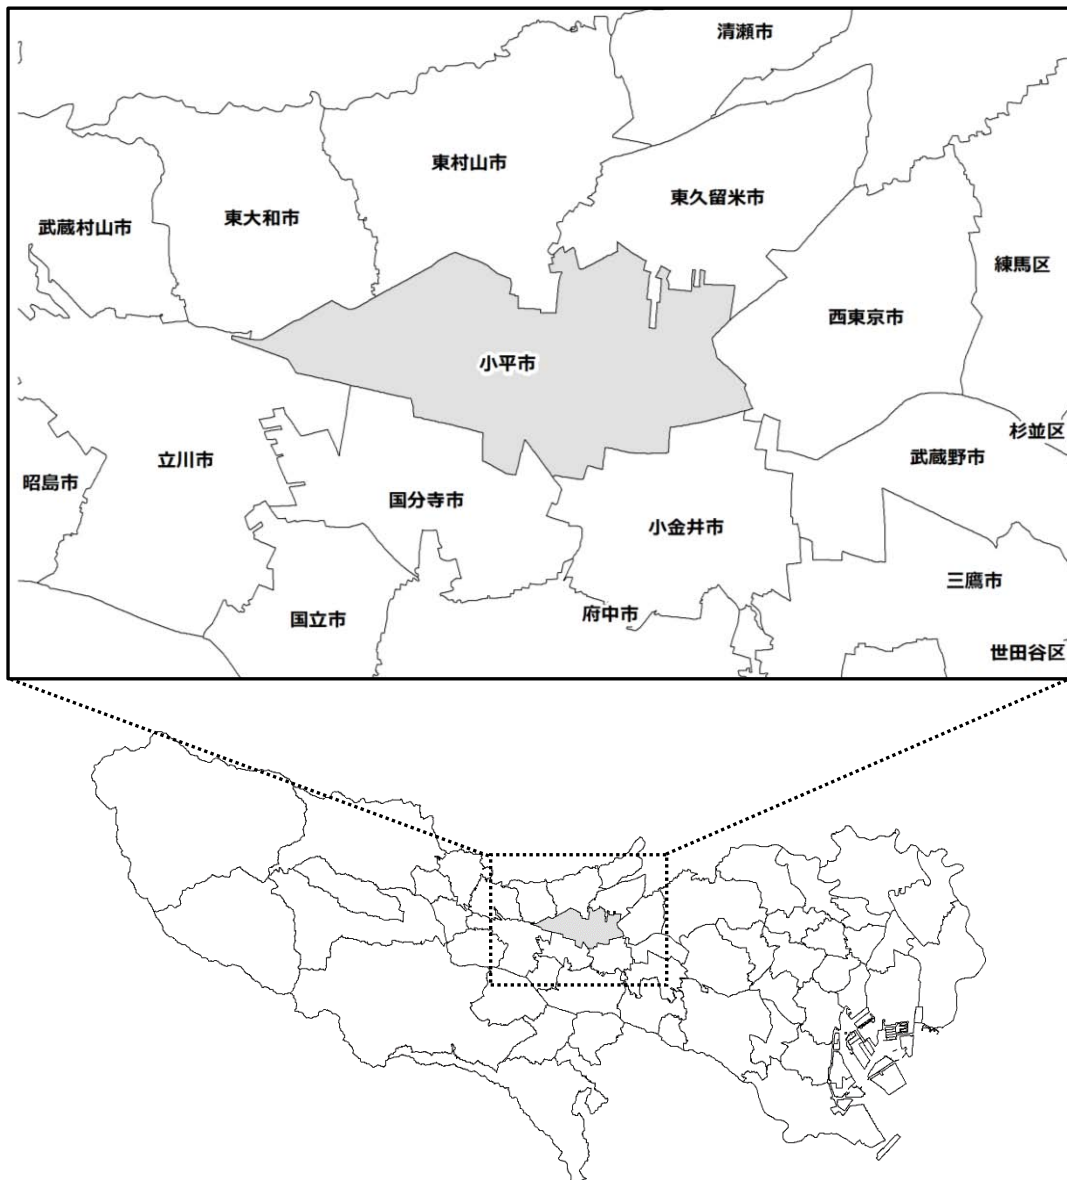 清瀬市
東村山市
東久留米市
東大和市
武蔵村山市
練馬区
西東京市
小平市
杉並区
武蔵野市
立川市
昭島市
国分寺市
小金井市
三鷹市
府中市
国立市
世田谷区